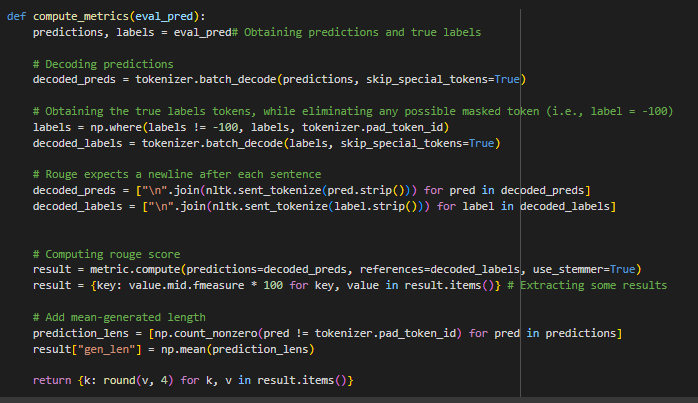 def compute_metrics(eval_pred):
    predictions, labels = eval_pred# Obtaining predictions and true labels

    # Decoding predictions
    decoded_preds = tokenizer.batch_decode(predictions, skip_special_tokens=True)

    # Obtaining the true labels tokens, while eliminating any possible masked token (i.e., label = -100)
    labels = np.where(labels != -100, labels, tokenizer.pad_token_id)
    decoded_labels = tokenizer.batch_decode(labels, skip_special_tokens=True)

    # Rouge expects a newline after each sentence
    decoded_preds = ["\n".join(nltk.sent_tokenize(pred.strip())) for pred in decoded_preds]
    decoded_labels = ["\n".join(nltk.sent_tokenize(label.strip())) for label in decoded_labels]


    # Computing rouge score
    result = metric.compute(predictions=decoded_preds, references=decoded_labels, use_stemmer=True)
    result = {key: value.mid.fmeasure * 100 for key, value in result.items()} # Extracting some results

    # Add mean-generated length
    prediction_lens = [np.count_nonzero(pred != tokenizer.pad_token_id) for pred in predictions]
    result["gen_len"] = np.mean(prediction_lens)

    return {k: round(v, 4) for k, v in result.items()}